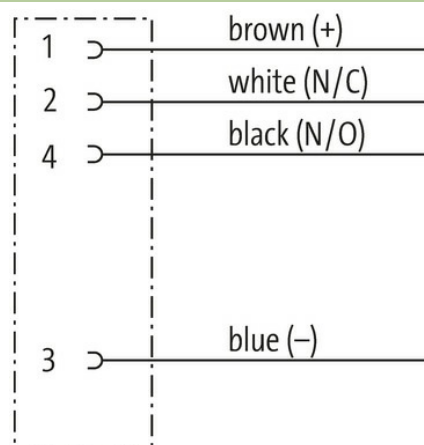 1 brown (+)
2 white (N/C)
4 black (N/O)
3 blue (–)